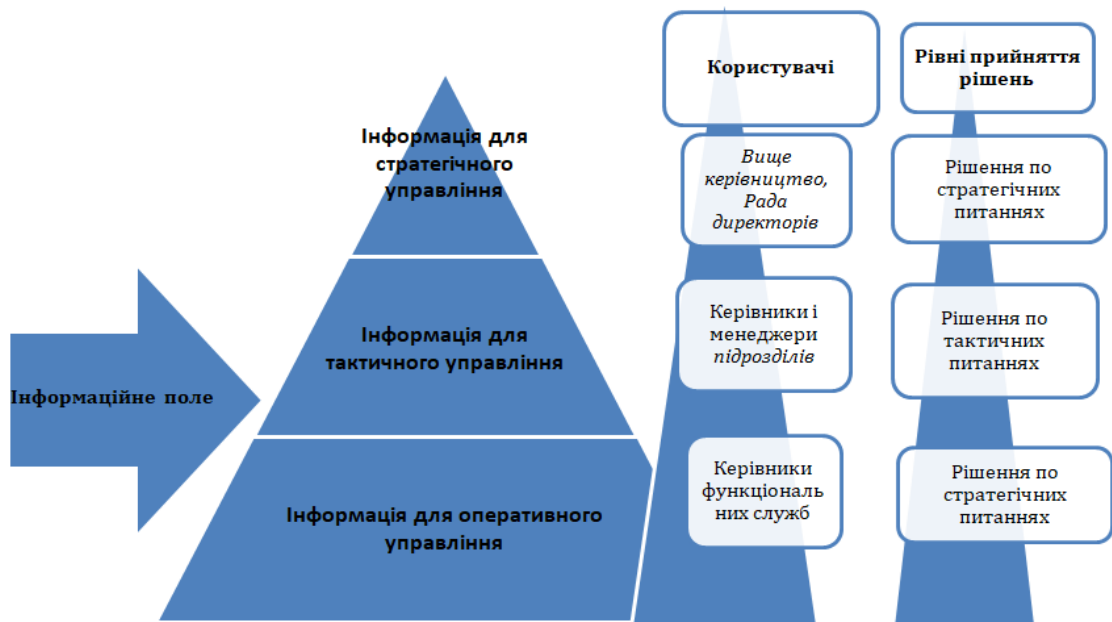 Інформаційне поле
Інформація для
стратегічного
управління
Інформація для
тактичного управління
Інформація для оперативного
управління
Користувачі
Вище
керівництво,
Рада
директорів
Керівники і
менеджери
підрозділів
Керівники
функціональ
них служб
Рівні прийняття
рішень
Рішення по
стратегічних
питаннях
Рішення по
тактичних
питаннях
Рішення по
стратегічних
питаннях